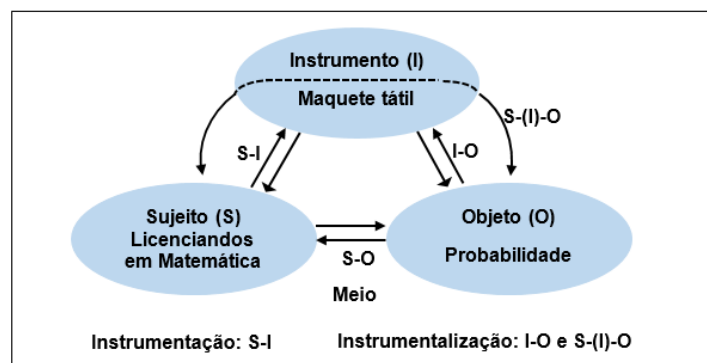 Instrumento (I)
Maquete tátil
S-(I)-O
S-I
I-O
Sujeito (S)
Licenciandos
em Matemática
Objeto (O)
Probabilidade
S-O
Meio
Instrumentação: S-I
Instrumentalização: I-O e S-(I)-O